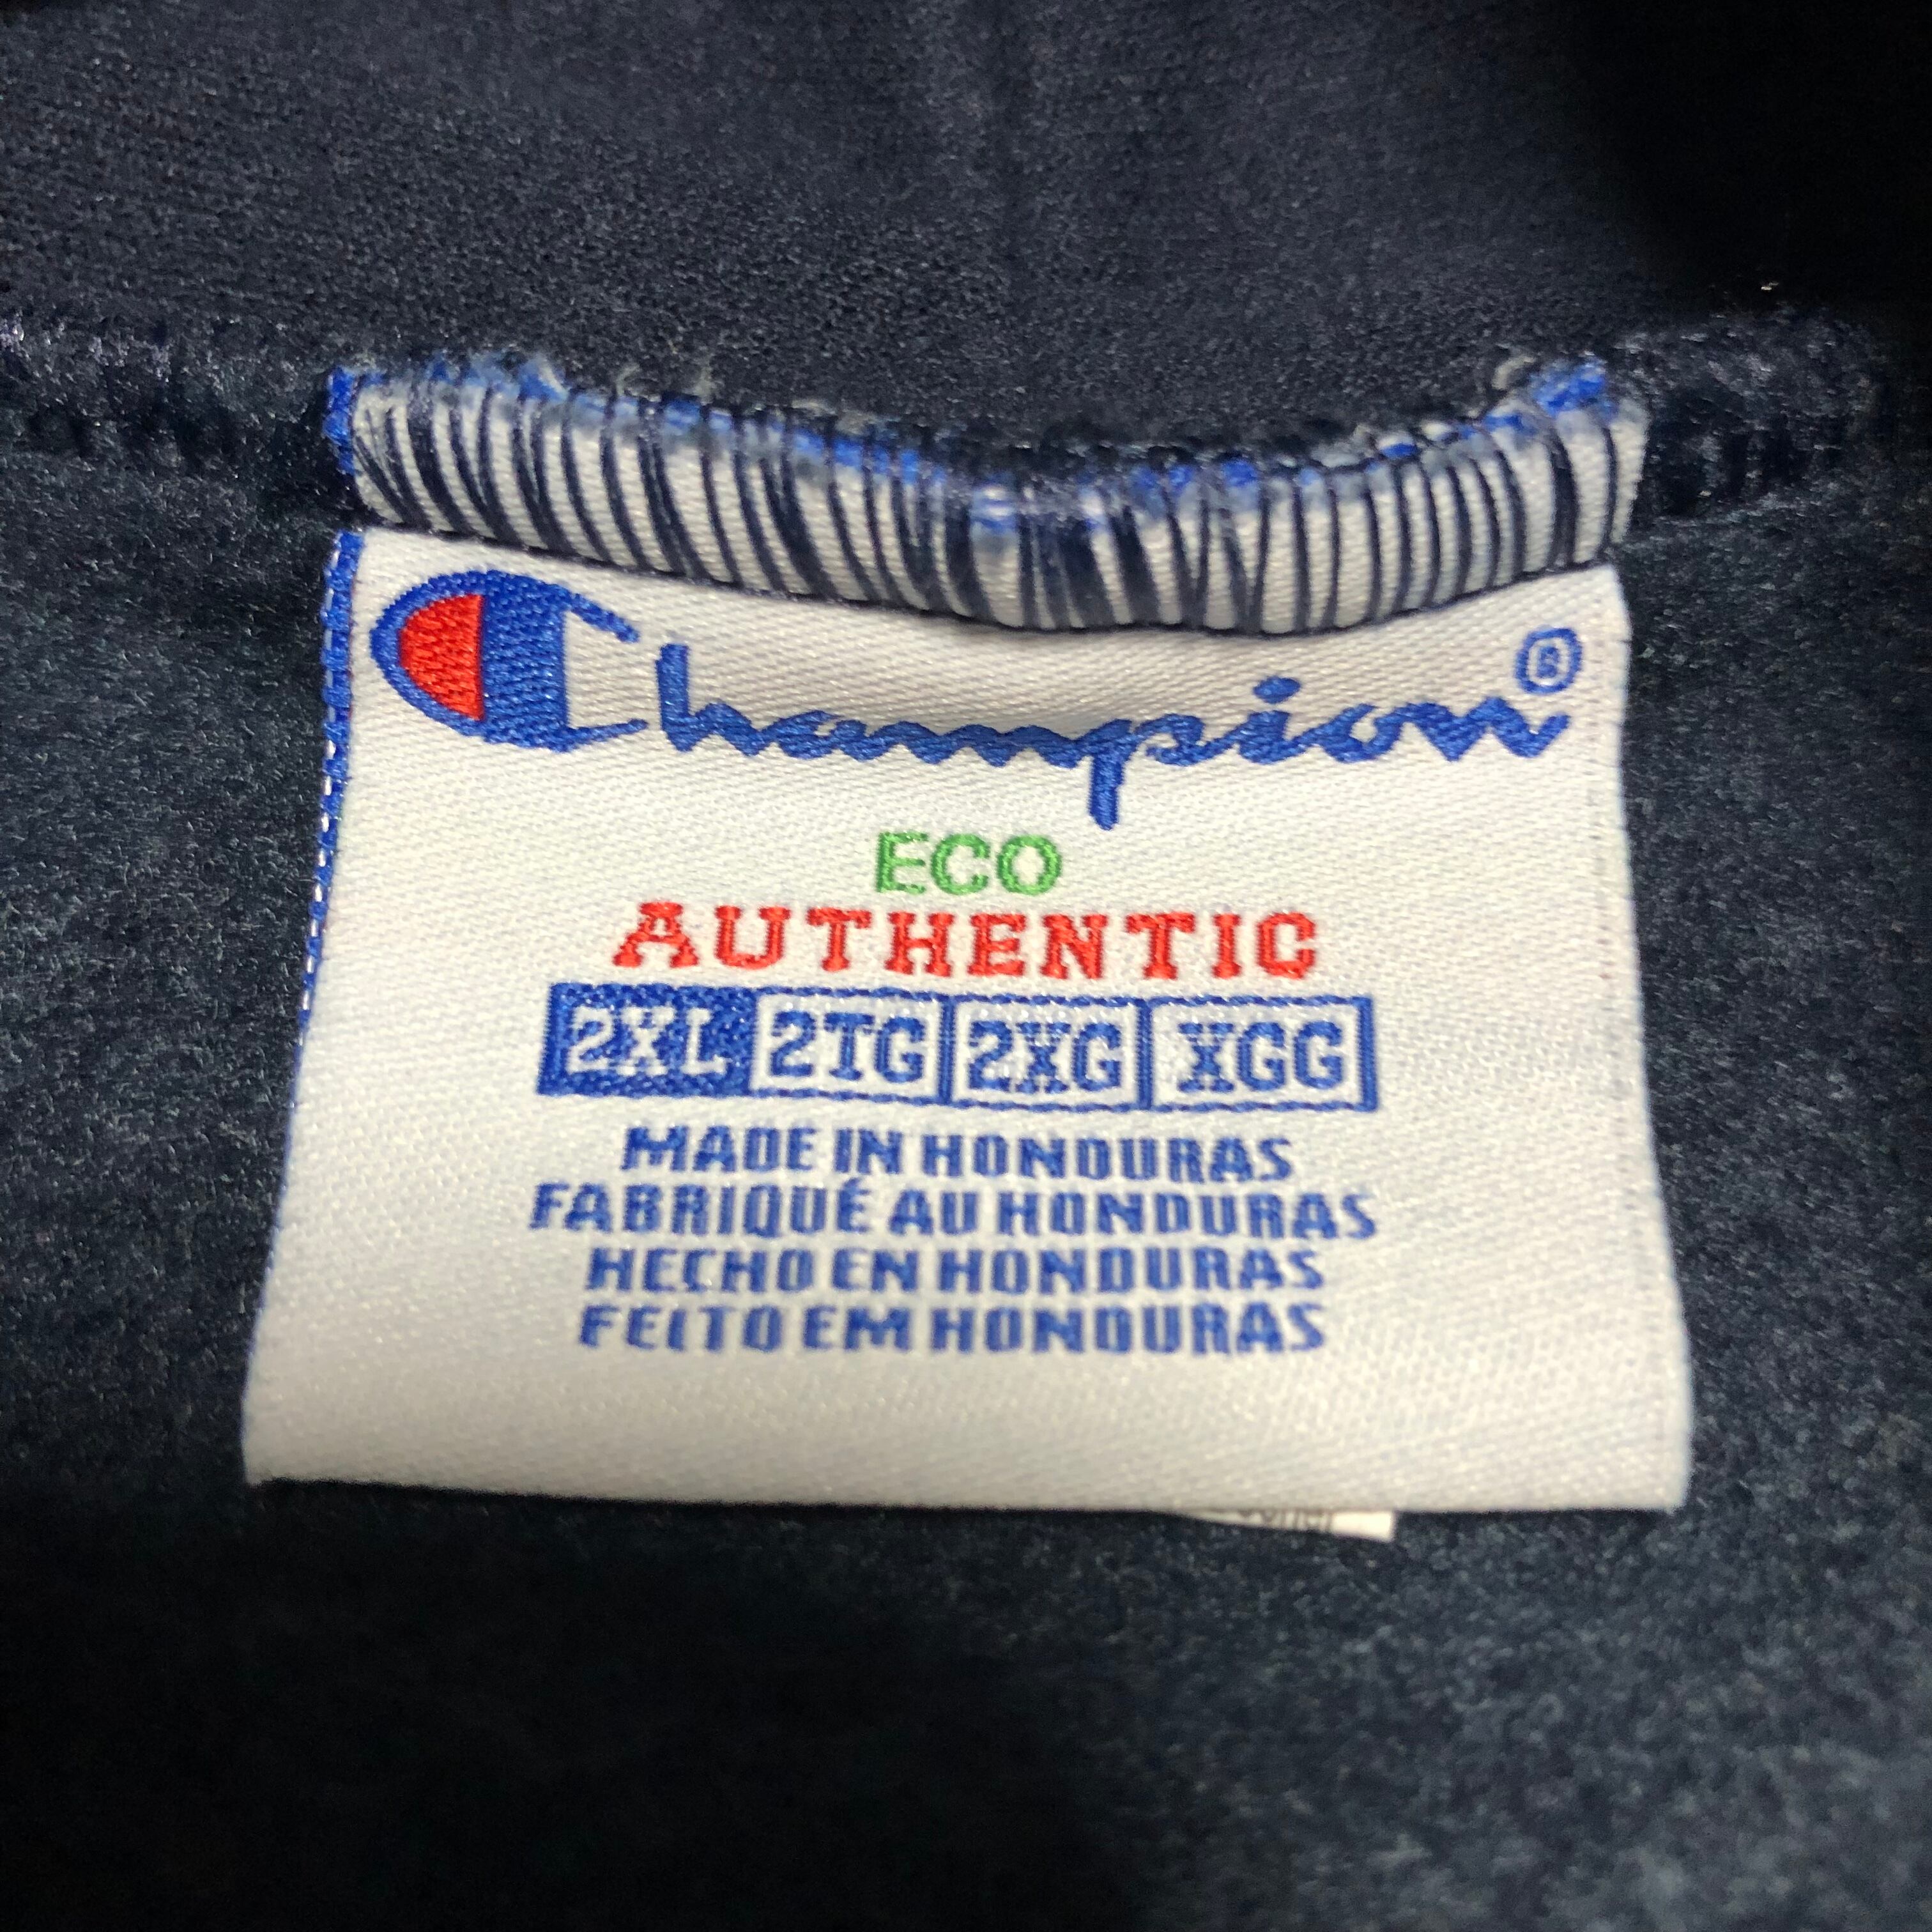 Champion®
ECO
AUTHENTIC
2XL 2TG 2XG XGG
MADE IN HONDURAS
FABRIQUÉ AU HONDURAS
HECHO EN HONDURAS
FEITO EM HONDURAS